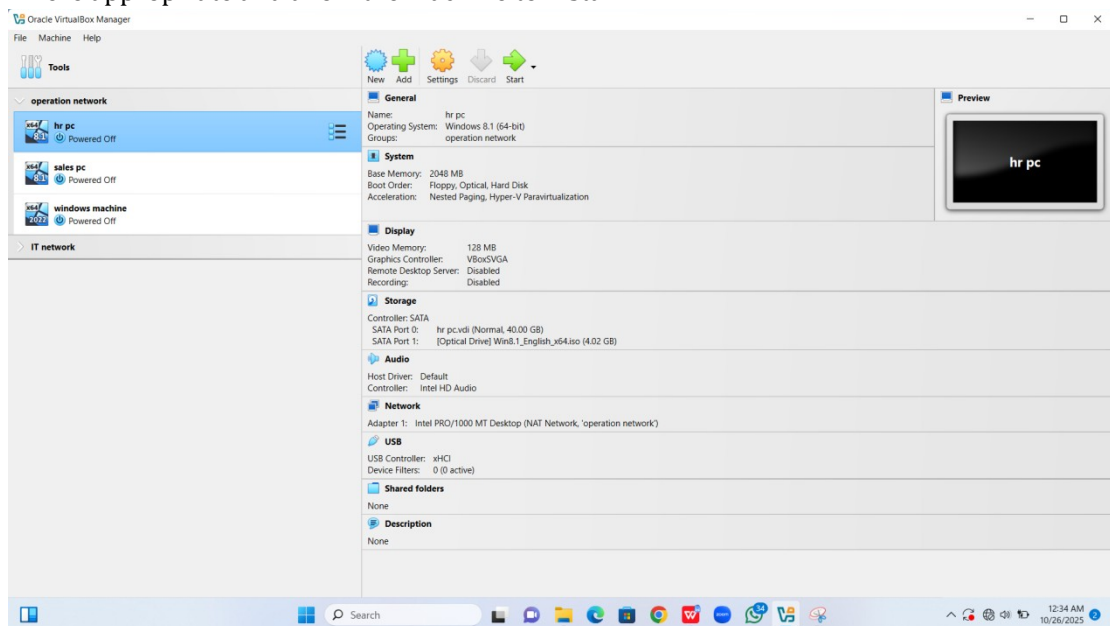 Oracle VirtualBox Manager
File Machine Help
Tools
New Add Settings Discard Start
operation network
hr pc
Powered Off
sales pc
Powered Off
windows machine
Powered Off
IT network
General
Name: hr pc
Operating System: Windows 8.1 (64-bit)
Groups: operation network
Preview
hr pc
System
Base Memory: 2048 MB
Boot Order: Floppy, Optical, Hard Disk
Acceleration: Nested Paging, Hyper-V Paravirtualization
Display
Video Memory: 128 MB
Graphics Controller: VBoxSVGA
Remote Desktop Server: Disabled
Recording: Disabled
Storage
Controller: SATA
SATA Port 0: hr pc.vdi (Normal, 40.00 GB)
SATA Port 1: [Optical Drive] Win8.1_English_x64.iso (4.02 GB)
Audio
Host Driver: Default
Controller: Intel HD Audio
Network
Adapter 1: Intel PRO/1000 MT Desktop (NAT Network, 'operation network')
USB
USB Controller: xHCI
Device Filters: 0 (0 active)
Shared folders
None
Description
None
Search
34
12:34 AM
10/26/2025
2